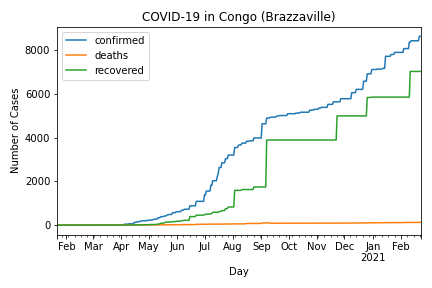 COVID-19 in Congo (Brazzaville)
confirmed
deaths
recovered
Number of Cases
8000
6000
4000
2000
0
Feb Mar Apr May Jun Jul Aug Sep Oct Nov Dec Jan Feb
2021
Day